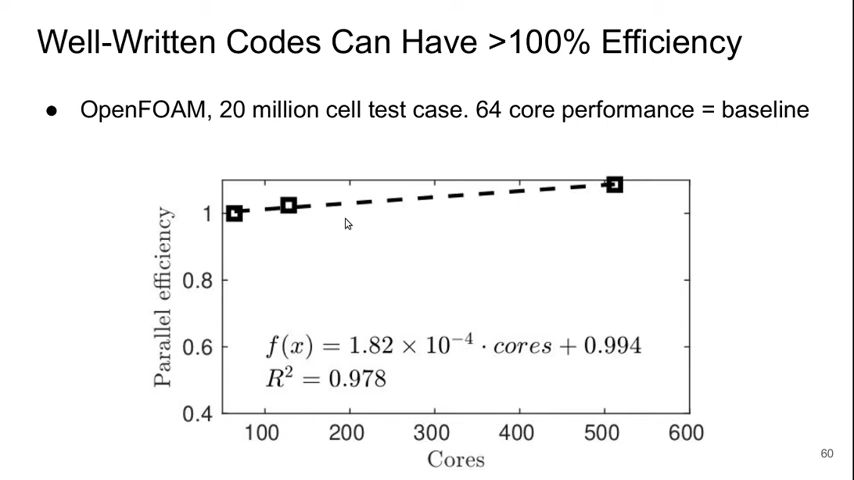 Well-Written Codes Can Have >100% Efficiency
● OpenFOAM, 20 million cell test case. 64 core performance = baseline
Parallel efficiency
1
0.8
0.6
0.4
f(x) = 1.82 × 10⁻⁴ · cores + 0.994
R² = 0.978
100 200 300 400 500 600
Cores
60